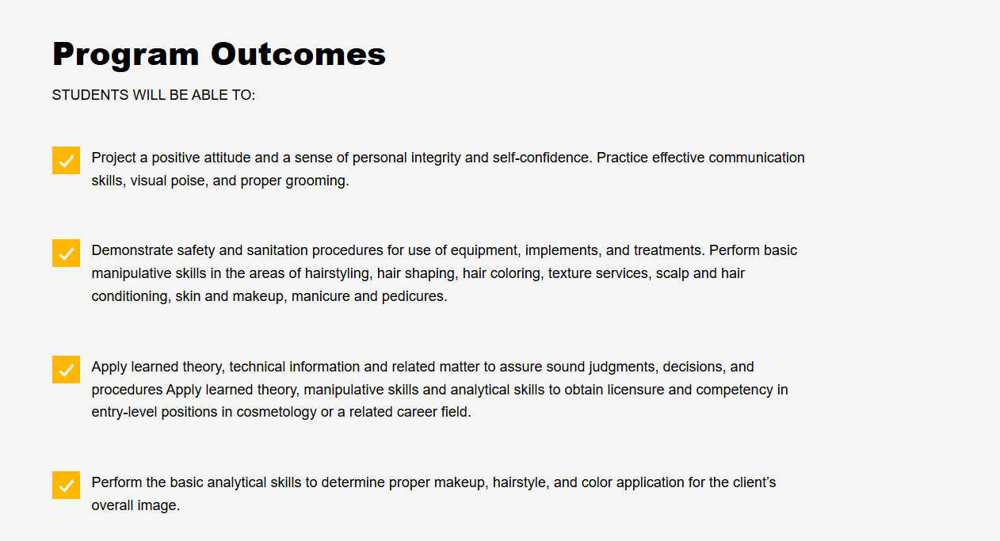 Program Outcomes
STUDENTS WILL BE ABLE TO:
Project a positive attitude and a sense of personal integrity and self-confidence. Practice effective communication
skills, visual poise, and proper grooming.
Demonstrate safety and sanitation procedures for use of equipment, implements, and treatments. Perform basic
manipulative skills in the areas of hairstyling, hair shaping, hair coloring, texture services, scalp and hair
conditioning, skin and makeup, manicure and pedicures.
Apply learned theory, technical information and related matter to assure sound judgments, decisions, and
procedures Apply learned theory, manipulative skills and analytical skills to obtain licensure and competency in
entry-level positions in cosmetology or a related career field.
Perform the basic analytical skills to determine proper makeup, hairstyle, and color application for the client’s
overall image.